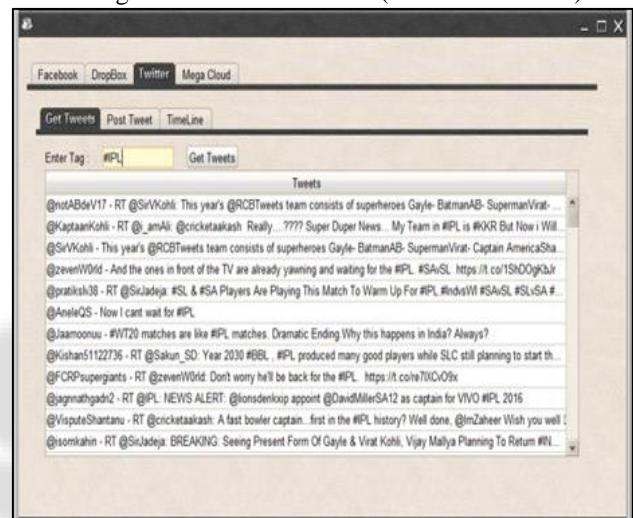 Facebook DropBox Twitter Mega Cloud
Get Tweets Post Tweet TimeLine
Enter Tag : #IPL Get Tweets
Tweets
@notABdeV17 - RT @SirVKohli: This year's @RCBTweets team consists of superheroes Gayle- BatmanAB- SupermanVirat- ...
@KaptaanKohli - RT @i_amAli: @cricketaakash Really....???? Super Duper News... My Team in #IPL is #KKR But Now i Will...
@SirVKohli - This year's @RCBTweets team consists of superheroes Gayle- BatmanAB- SupermanVirat- Captain AmericaSha...
@zevenW0rld - And the ones in front of the TV are already yawning and waiting for the #IPL. #SAvSL https://t.co/1ShDOgKbJr
@pratikslv38 - RT @SirJadeja: #SL & #SA Players Are Playing This Match To Warm Up For #IPL #IndvsWI #SAvSL #SLvSA #...
@AneleQS - Now I cant wait for #IPL
@Jaamoonuu - #WT20 matches are like #IPL matches. Dramatic Ending Why this happens in India? Always?
@Kishan51122736 - RT @Sakun_SD: Year 2030 #BBL , #IPL produced many good players while SLC still planning to start th...
@FCRPsupergiants - RT @zevenW0rld: Don't worry he'll be back for the #IPL. https://t.co/re7lXCvO9x
@jagnnathgadri2 - RT @IPL: NEWS ALERT: @lionsdenkxip appoint @DavidMillerSA12 as captain for VIVO #IPL 2016
@VisputeShantanu - RT @cricketaakash: A fast bowler captain...first in the #IPL history? Well done, @ImZaheer Wish you well
@isomkahin - RT @SirJadeja: BREAKING: Seeing Present Form Of Gayle & Virat Kohli, Vijay Mallya Planning To Return #IN...